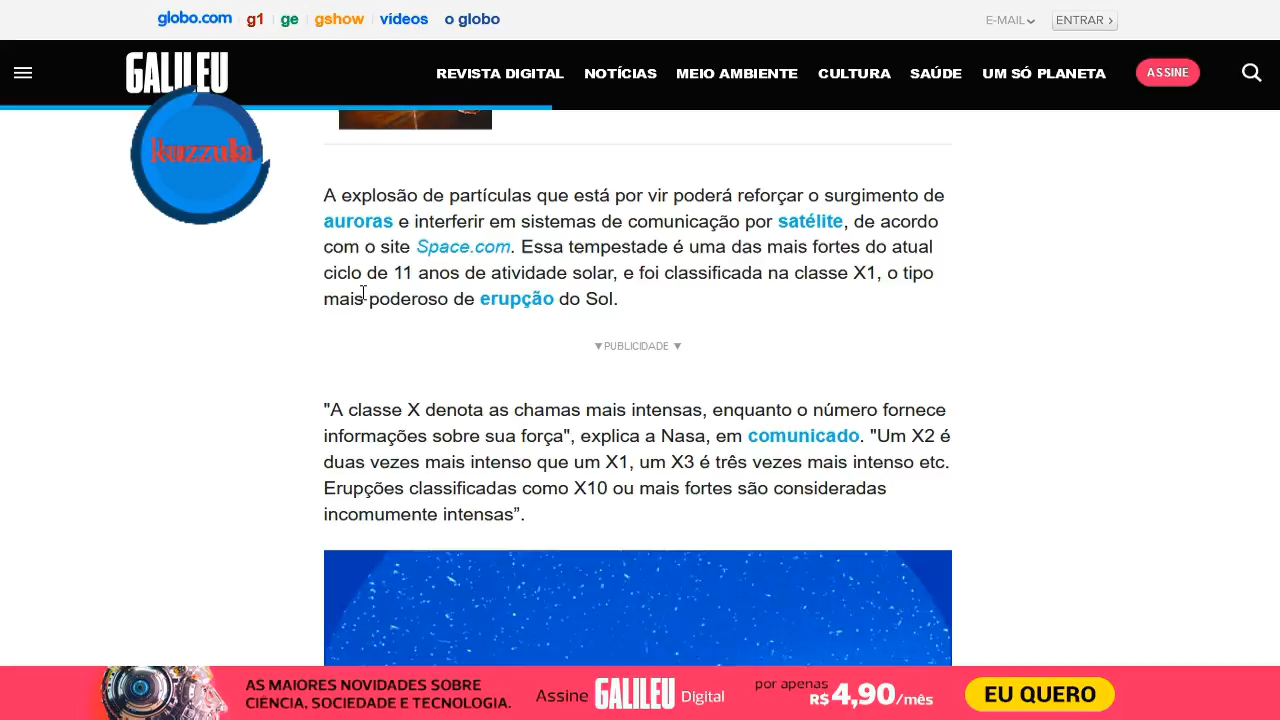 globo.com g1 ge gshow vídeos o globo E-MAIL ENTRAR
GALILEU REVISTA DIGITAL NOTÍCIAS MEIO AMBIENTE CULTURA SAÚDE UM SÓ PLANETA ASSINE
A explosão de partículas que está por vir poderá reforçar o surgimento de
auroras e interferir em sistemas de comunicação por satélite, de acordo
com o site Space.com. Essa tempestade é uma das mais fortes do atual
ciclo de 11 anos de atividade solar, e foi classificada na classe X1, o tipo
mais poderoso de erupção do Sol.
▼PUBLICIDADE ▼
"A classe X denota as chamas mais intensas, enquanto o número fornece
informações sobre sua força", explica a Nasa, em comunicado. "Um X2 é
duas vezes mais intenso que um X1, um X3 é três vezes mais intenso etc.
Erupções classificadas como X10 ou mais fortes são consideradas
incomumente intensas”.
AS MAIORES NOVIDADES SOBRE
CIÊNCIA, SOCIEDADE E TECNOLOGIA.
Assine GALILEU Digital
por apenas
R$ 4,90/mês
EU QUERO